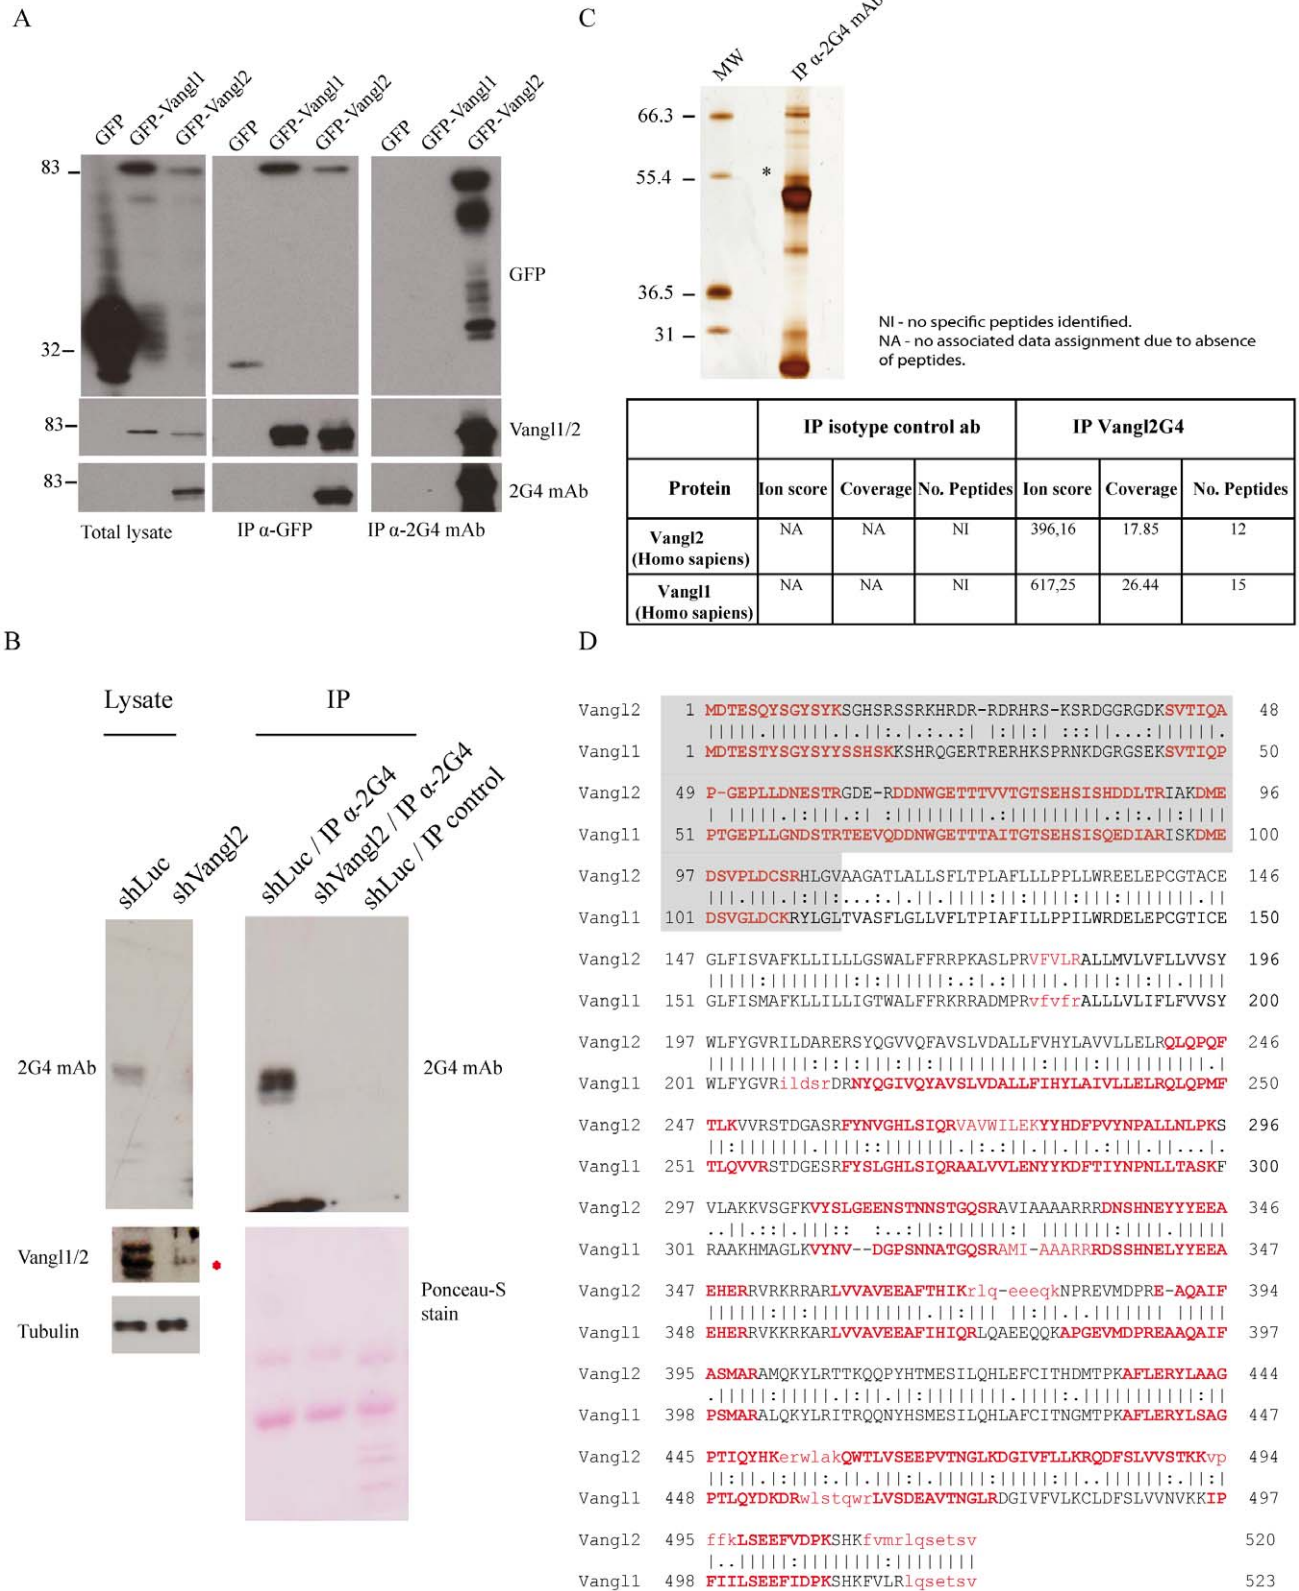 A
GFP
GFP-Vangl1
GFP-Vangl2
GFP
GFP-Vangl1
GFP-Vangl2
GFP
GFP-Vangl1
GFP-Vangl2
83
32
GFP
83
Vangl1/2
83
2G4 mAb
Total lysate
IP α-GFP
IP α-2G4 mAb
C
MW
IP α-2G4 mAb
66.3
55.4
*
36.5
31
NI - no specific peptides identified.
NA - no associated data assignment due to absence
of peptides.
IP isotype control ab IP Vangl2G4
Protein Ion score Coverage No. Peptides Ion score Coverage No. Peptides
Vangl2 (Homo sapiens) NA NA NI 396,16 17.85 12
Vangl1 (Homo sapiens) NA NA NI 617,25 26.44 15
B
Lysate
IP
shLuc
shVangl2
shLuc / IP α-2G4
shVangl2 / IP α-2G4
shLuc / IP control
2G4 mAb
2G4 mAb
Vangl1/2
Tubulin
Ponceau-S
stain
D
Vangl2 1 MDTESQYSGYSYKSGHSRSSRKHRDR-RDRHRS-KSRDGGRGDKSVTIQA 48
Vangl1 1 MDTESTYSGYSYYSSHSKKSHRQGERTRERHKSPRNKDGRGSEKSVTIQP 50
Vangl2 49 P-GEPLLDNESTRGDE-RDDNWGETTTVVTGTSEHSISHDDLTRIAKDME 96
Vangl1 51 PTGEPLLGNDSTRTEEVQDDNWGETTTAITGTSEHSISQEDIARISKDME 100
Vangl2 97 DSVPLDCSRHLGVAAGATLALLSFLTPLAFLLLPPLLWREELEPCGTACE 146
Vangl1 101 DSVGLDCKRYLGLTVASFLGLLVFLTPIAFILLPPILWRDELEPCGTICE 150
Vangl2 147 GLFISVAFKLLILLLGSWALFFRRPKASLPRVFVLRALLMVLVFLLVVSY 196
Vangl1 151 GLFISMAFKLLILLIGTWALFFRKRRADMPRvfvfrALLLVLIFLFVVSY 200
Vangl2 197 WLFYGVRILDARERSYQGVVQFAVSLVDALLFVHYLAVVLLELRQLQPQF 246
Vangl1 201 WLFYGVRildsrDRNYQGIVQYAVSLVDALLFIHYLAIVLLELRQLQPMF 250
Vangl2 247 TLKVVRSTDGASRFYNVGHLSIQRVAVWILEKYYHDFPVYNPALLNLPKS 296
Vangl1 251 TLQVVRSTDGESRFYSLGHLSIQRAALVVLENYYKDFTIYNPNLLTASKF 300
Vangl2 297 VLAKKVSGFKVYSLGEENSTNNSTGQSRAVIAAAARRRDNSHNEYYYEEA 346
Vangl1 301 RAAKHMAGLKVYNV--DGPSNNATGQSRAMI-AAARRRDSSHNELYYEEA 347
Vangl2 347 EHERRVRKRRARLVVAVEEAFTHIKrlq-eeeqkNPREVMDPRE-AQAIF 394
Vangl1 348 EHERRVKKRKARLVVAVEEAFIHIQRLQAEEQQKAPGEVMDPREAAQAIF 397
Vangl2 395 ASMARAMQKYLRTTKQQPYHTMESILQHLEFCITHDMTPKAFLERYLAAG 444
Vangl1 398 PSMARALQKYLRITRQQNYHSMESILQHLAFCITNGMTPKAFLERYLSAG 447
Vangl2 445 PTIQYHKerwlakQWTLVSEEPVTNGLKDGIVFLLKRQDFSLVVSTKKvp 494
Vangl1 448 PTLQYDKDRwlstqwrLVSDEAVTNGLRDGIVFVLKCLDFSLVVNVKKIP 497
Vangl2 495 ffkLSEEFVDPKSHKfvmrlqsetsv 520
Vangl1 498 FIILSEEFIDPKSHKFVLRlqsetsv 523